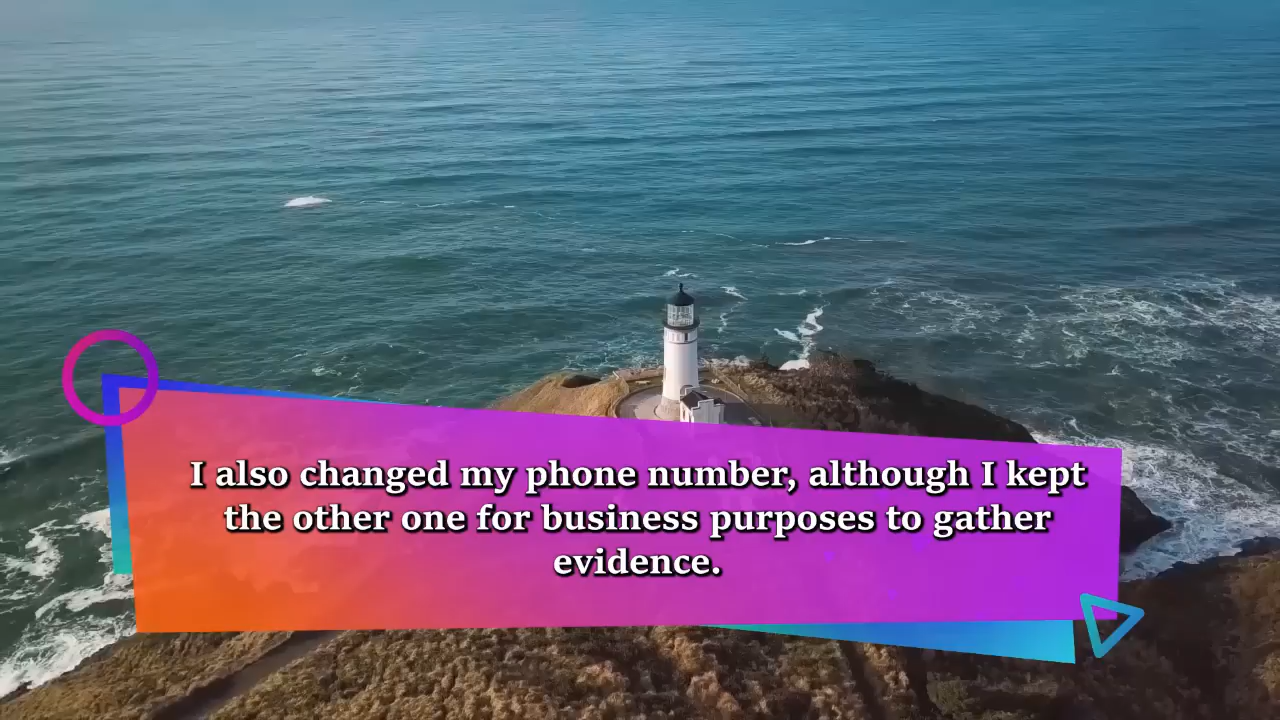 I also changed my phone number, although I kept
the other one for business purposes to gather
evidence.